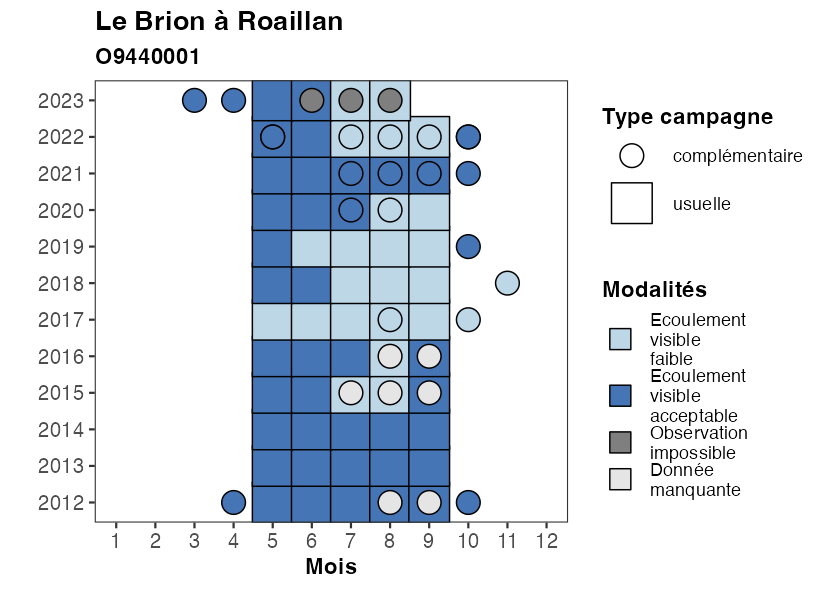 Le Brion à Roaillan
O9440001
2023
2022
2021
2020
2019
2018
2017
2016
2015
2014
2013
2012
1 2 3 4 5 6 7 8 9 10 11 12
Mois
Type campagne
complémentaire
usuelle
Modalités
Ecoulement
visible
faible
Ecoulement
visible
acceptable
Observation
impossible
Donnée
manquante